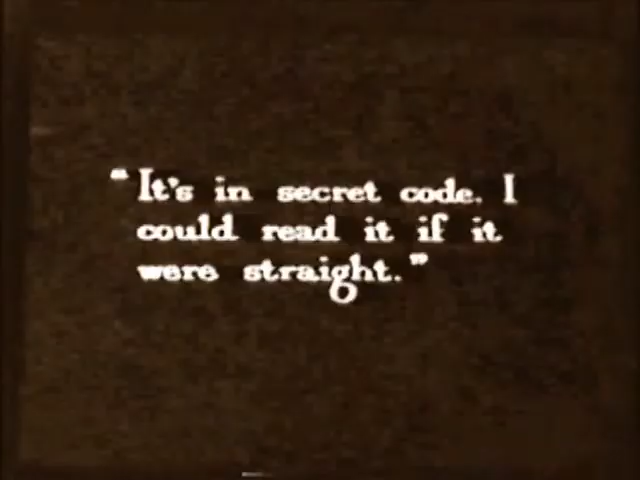 "It's in secret code. I
could read it if it
were straight."